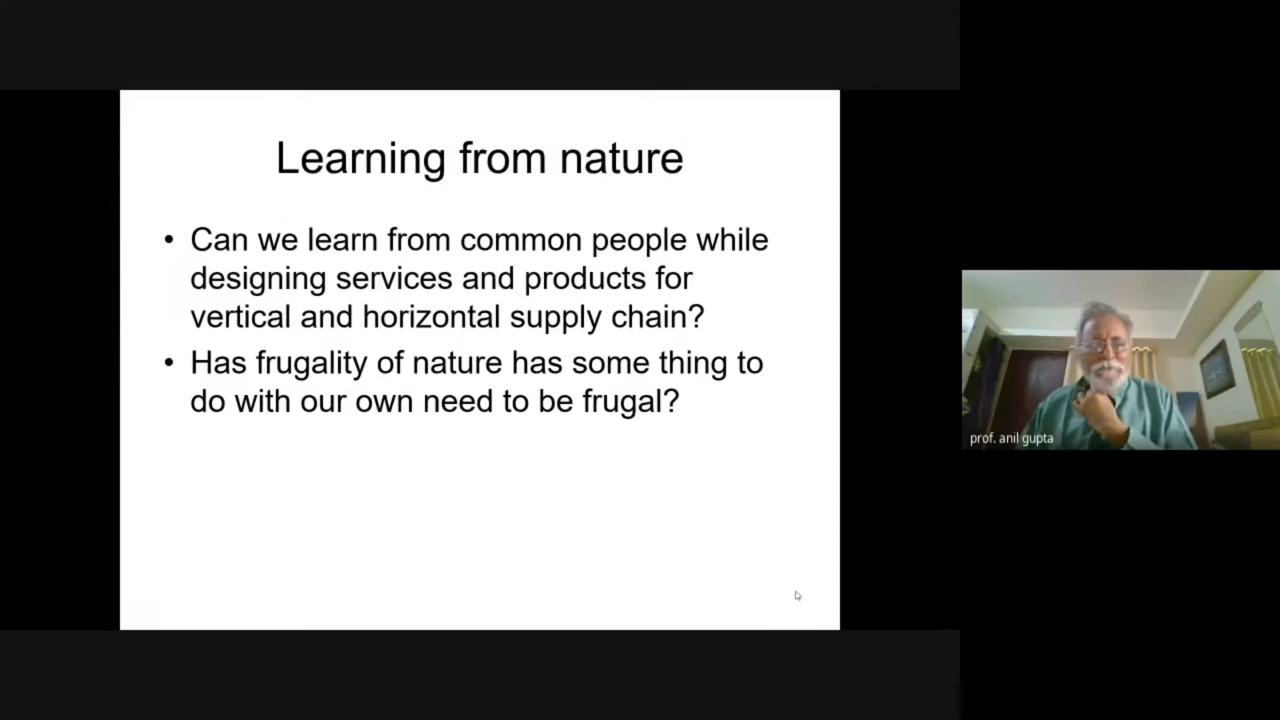 Learning from nature
• Can we learn from common people while
designing services and products for
vertical and horizontal supply chain?
• Has frugality of nature has some thing to
do with our own need to be frugal?
prof. anil gupta